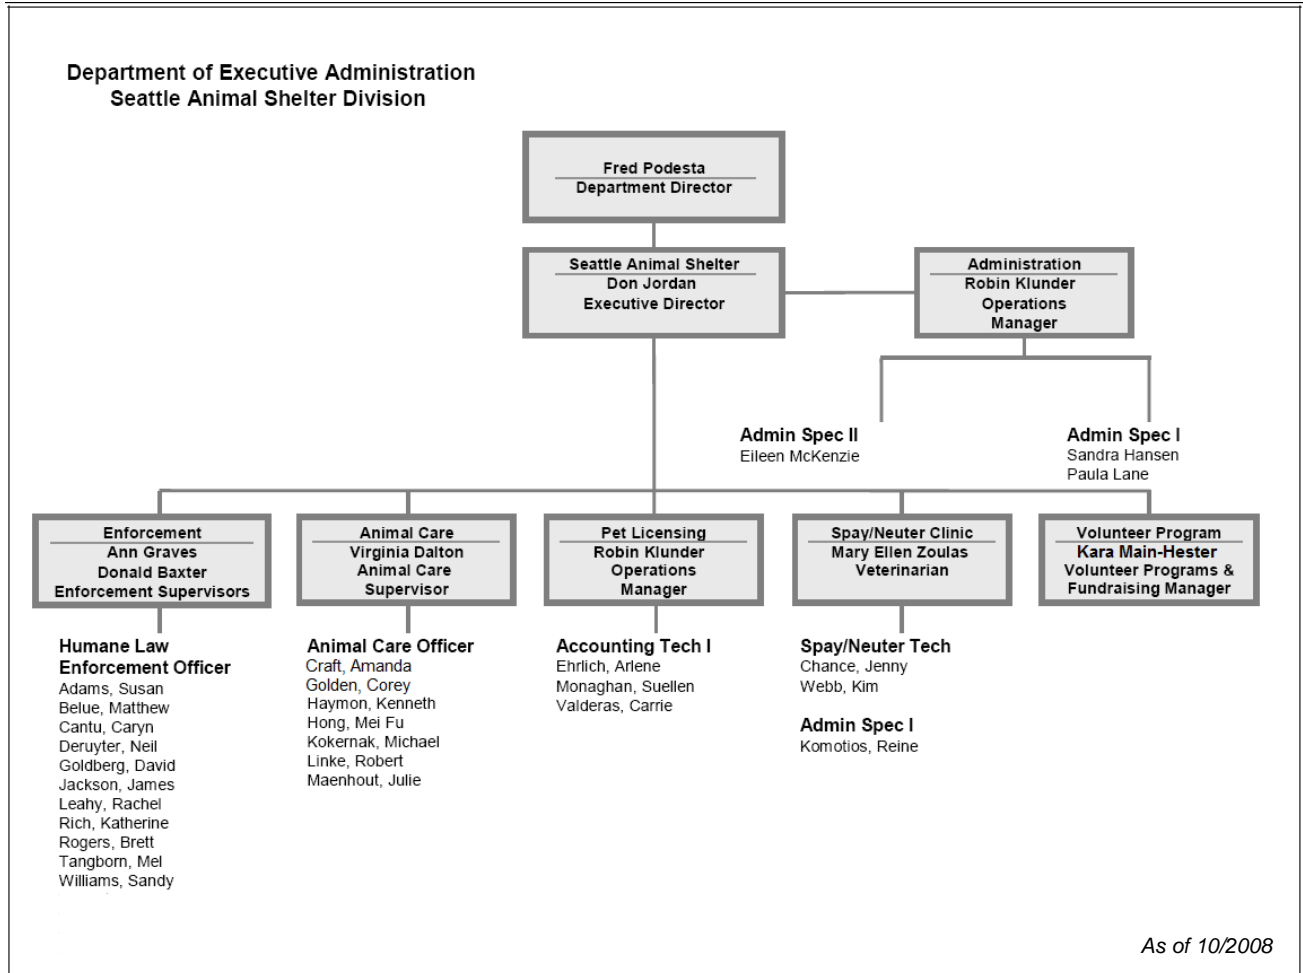 Department of Executive Administration
Seattle Animal Shelter Division
Fred Podesta
Department Director
Seattle Animal Shelter
Don Jordan
Executive Director
Administration
Robin Klunder
Operations
Manager
Admin Spec II
Eileen McKenzie
Admin Spec I
Sandra Hansen
Paula Lane
Enforcement
Ann Graves
Donald Baxter
Enforcement Supervisors
Humane Law
Enforcement Officer
Adams, Susan
Belue, Matthew
Cantu, Caryn
Deruyter, Neil
Goldberg, David
Jackson, James
Leahy, Rachel
Rich, Katherine
Rogers, Brett
Tangborn, Mel
Williams, Sandy
Animal Care
Virginia Dalton
Animal Care
Supervisor
Animal Care Officer
Craft, Amanda
Golden, Corey
Haymon, Kenneth
Hong, Mei Fu
Kokernak, Michael
Linke, Robert
Maenhout, Julie
Pet Licensing
Robin Klunder
Operations
Manager
Accounting Tech I
Ehrlich, Arlene
Monaghan, Suellen
Valderas, Carrie
Spay/Neuter Clinic
Mary Ellen Zoulas
Veterinarian
Spay/Neuter Tech
Chance, Jenny
Webb, Kim
Admin Spec I
Komotios, Reine
Volunteer Program
Kara Main-Hester
Volunteer Programs &
Fundraising Manager
As of 10/2008